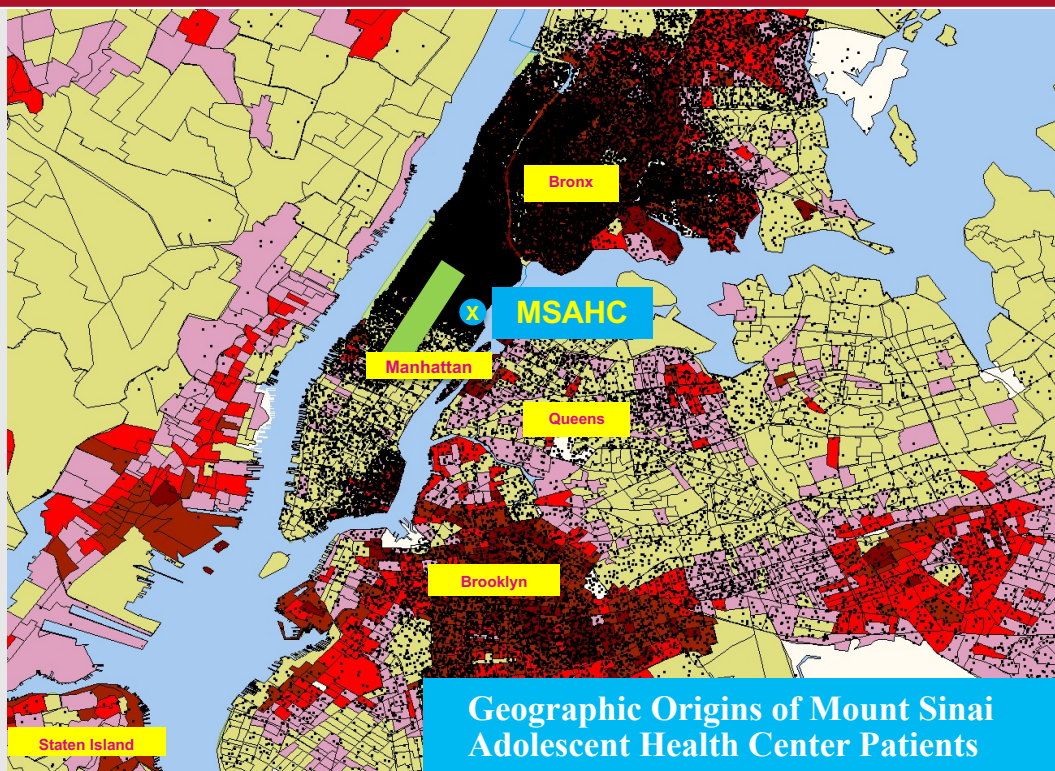 Bronx
X
MSAHC
Manhattan
Queens
Brooklyn
Geographic Origins of Mount Sinai
Adolescent Health Center Patients
Staten Island